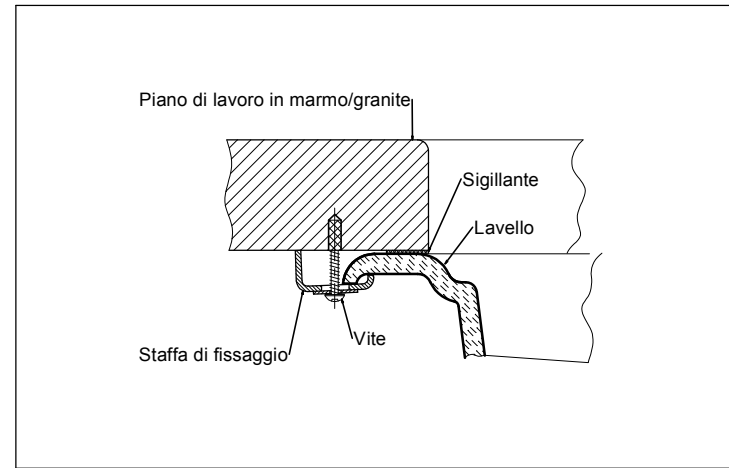 Piano di lavoro in marmo/granite
Sigillante
Lavello
Vite
Staffa di fissaggio